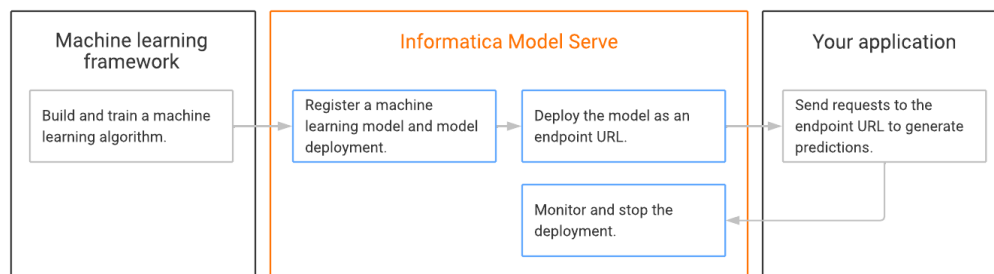 Machine learning
framework
Informatica Model Serve
Your application
Build and train a machine
learning algorithm.
Register a machine
learning model and model
deployment.
Deploy the model as an
endpoint URL.
Send requests to the
endpoint URL to generate
predictions.
Monitor and stop the
deployment.